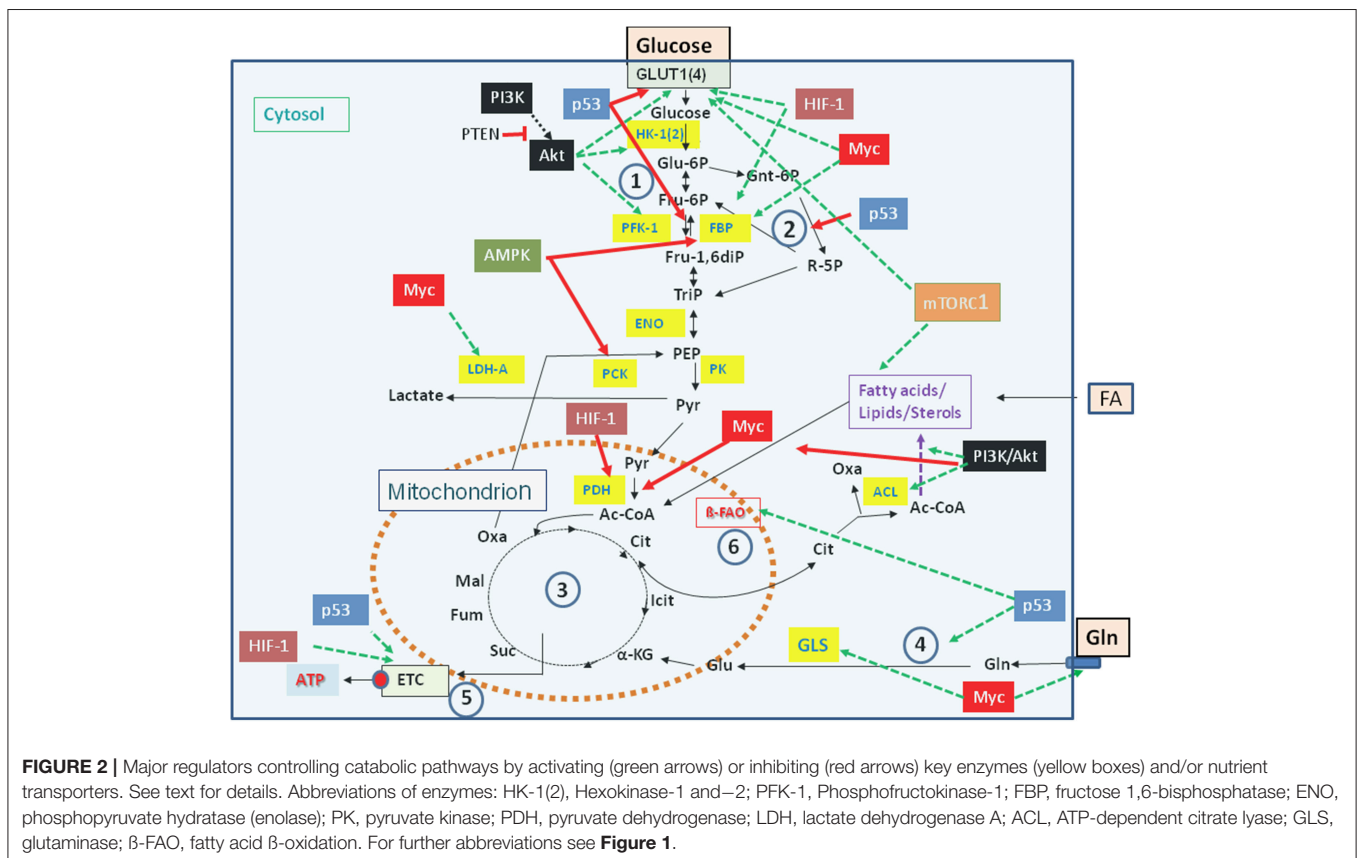 Glucose
GLUT1(4)
Cytosol
PI3K
p53
HIF-1
Glucose
PTEN
HK-1(2)
Akt
Myc
Glu-6P
Gnt-6P
1
Fru-6P
p53
PFK-1
FBP
2
AMPK
Fru-1,6diP
R-5P
Myc
TriP
mTORC1
ENO
PEP
LDH-A
PCK
PK
Fatty acids/
Lipids/Sterols
Lactate
Pyr
FA
HIF-1
Myc
PI3K/Akt
Pyr
Oxa
Mitochondrion
PDH
ACL
Ac-CoA
Ac-CoA
ß-FAO
Oxa
Cit
6
Cit
Mal
3
Icit
Fum
p53
p53
HIF-1
Suc
α-KG
Glu
GLS
4
Gln
Gln
ATP
ETC
5
Myc
FIGURE 2 | Major regulators controlling catabolic pathways by activating (green arrows) or inhibiting (red arrows) key enzymes (yellow boxes) and/or nutrient
transporters. See text for details. Abbreviations of enzymes: HK-1(2), Hexokinase-1 and−2; PFK-1, Phosphofructokinase-1; FBP, fructose 1,6-bisphosphatase; ENO,
phosphopyruvate hydratase (enolase); PK, pyruvate kinase; PDH, pyruvate dehydrogenase; LDH, lactate dehydrogenase A; ACL, ATP-dependent citrate lyase; GLS,
glutaminase; ß-FAO, fatty acid ß-oxidation. For further abbreviations see Figure 1.